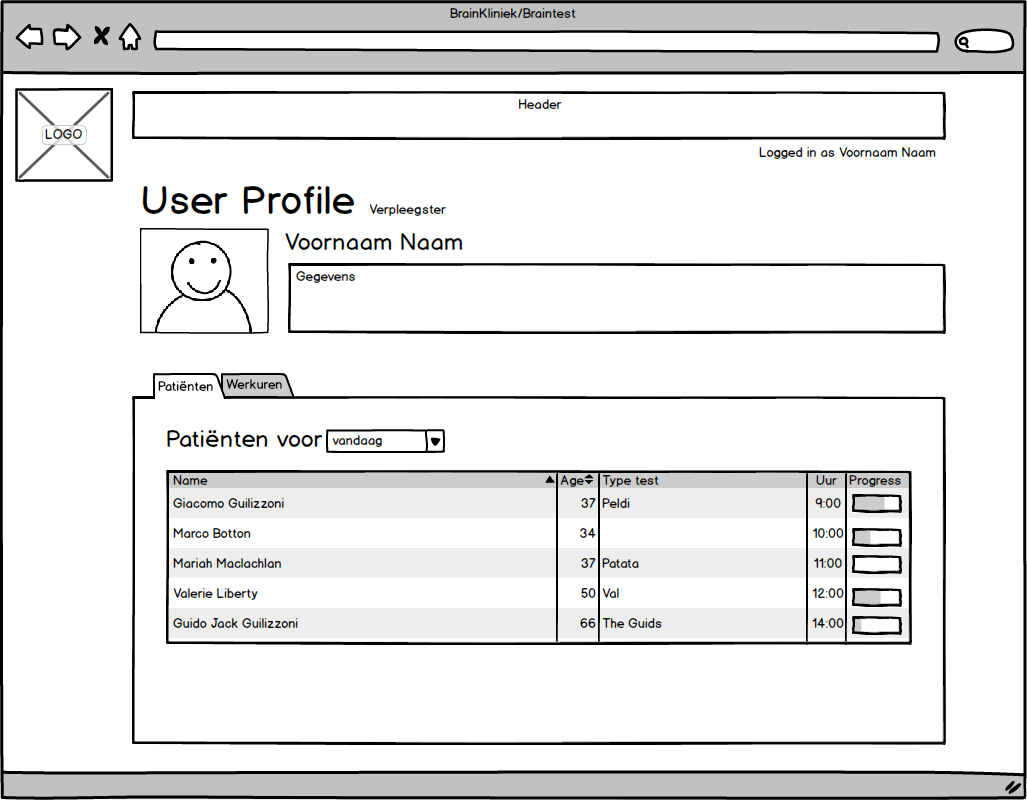 BrainKliniek/Braintest
LOGO
Header
Logged in as Voornaam Naam
User Profile Verpleegster
Voornaam Naam
Gegevens
Patiënten Werkuren
Patiënten voor vandaag
Name Age Type test Uur Progress
Giacomo Guilizzoni 37 Peldi 9:00
Marco Botton 34 10:00
Mariah Maclachlan 37 Patata 11:00
Valerie Liberty 50 Val 12:00
Guido Jack Guilizzoni 66 The Guids 14:00